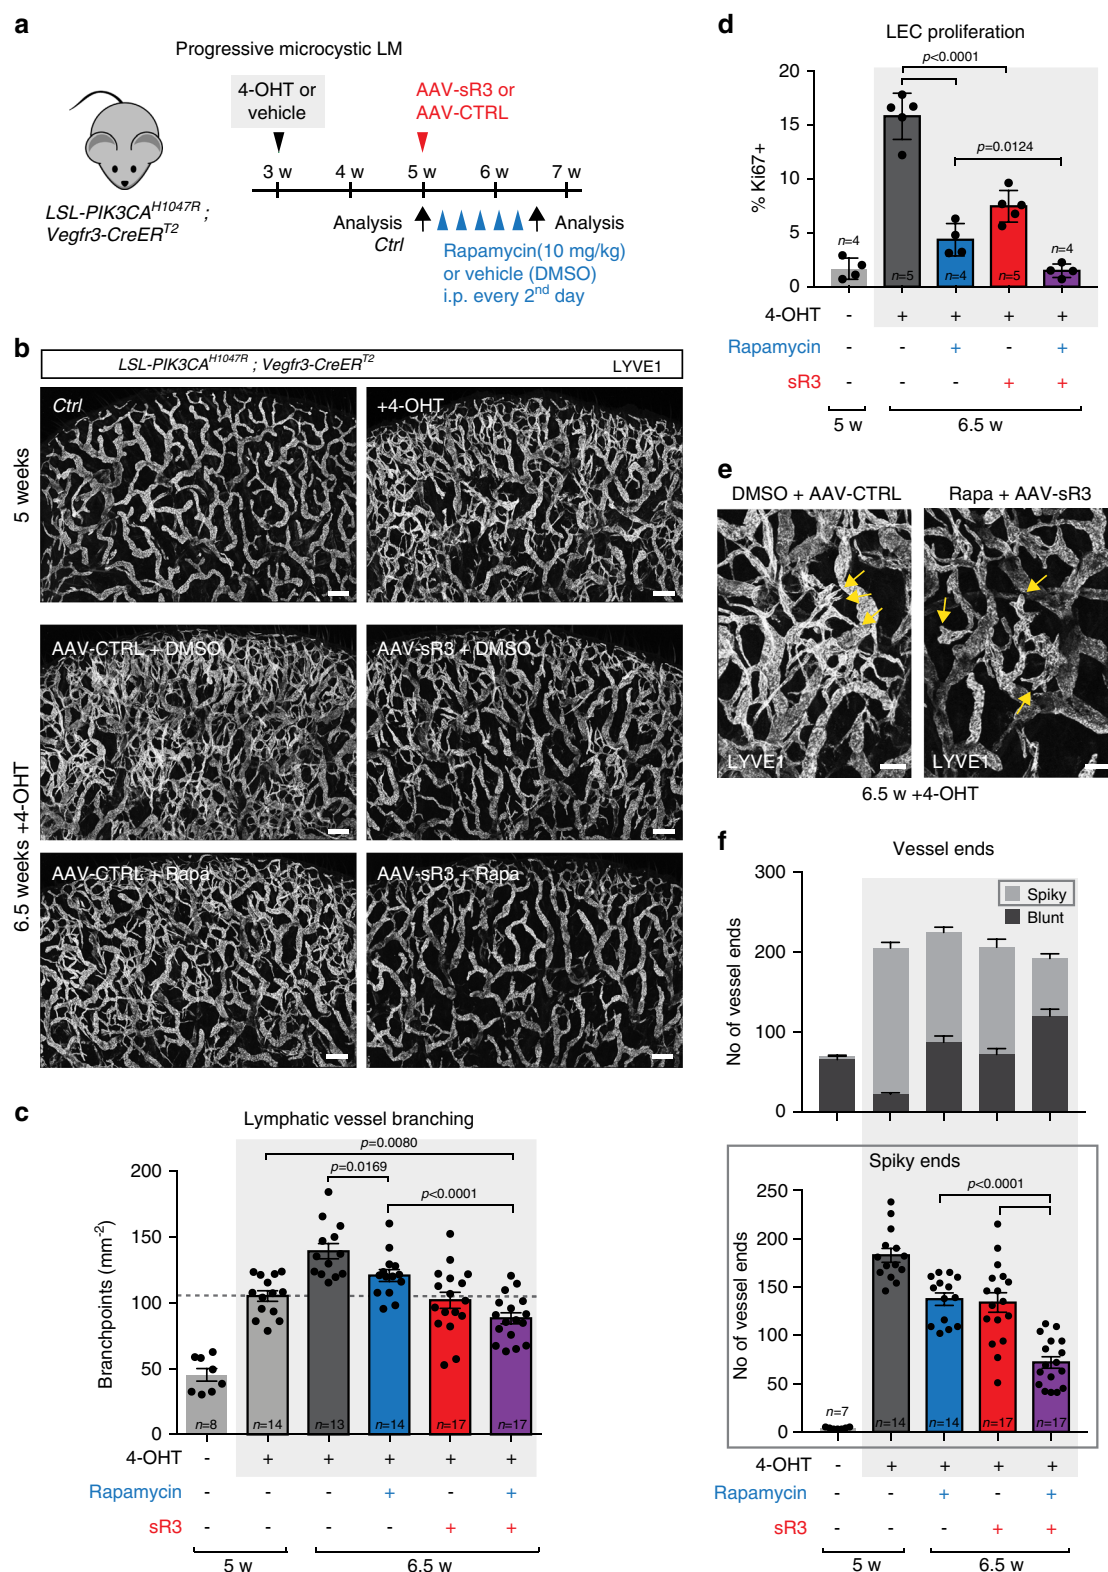 a
Progressive microcystic LM
4-OHT or
vehicle
AAV-sR3 or
AAV-CTRL
3 w 4 w 5 w 6 w 7 w
LSL-PIK3CA^H1047R ;
Vegfr3-CreER^T2
Analysis
Ctrl
Analysis
Rapamycin(10 mg/kg)
or vehicle (DMSO)
i.p. every 2nd day
b
LSL-PIK3CA^H1047R ; Vegfr3-CreER^T2 LYVE1
5 weeks
Ctrl
+4-OHT
6.5 weeks +4-OHT
AAV-CTRL + DMSO
AAV-sR3 + DMSO
AAV-CTRL + Rapa
AAV-sR3 + Rapa
c
Lymphatic vessel branching
Branchpoints (mm-2)
200
150
100
50
0
p=0.0080
p=0.0169
p<0.0001
n=8 n=14 n=13 n=14 n=17 n=17
4-OHT - + + + + +
Rapamycin - - - + - +
sR3 - - - - + +
5 w 6.5 w
d
LEC proliferation
% Ki67+
20
15
10
5
0
p<0.0001
p=0.0124
n=4 n=5 n=4 n=5 n=4
4-OHT - + + + +
Rapamycin - - + - +
sR3 - - - + +
5 w 6.5 w
e
DMSO + AAV-CTRL Rapa + AAV-sR3
LYVE1 LYVE1
6.5 w +4-OHT
f
Vessel ends
No of vessel ends
300
200
100
0
Spiky
Blunt
Spiky ends
No of vessel ends
250
200
150
100
50
0
p<0.0001
n=7 n=14 n=14 n=17 n=17
4-OHT - + + + +
Rapamycin - - + - +
sR3 - - - + +
5 w 6.5 w